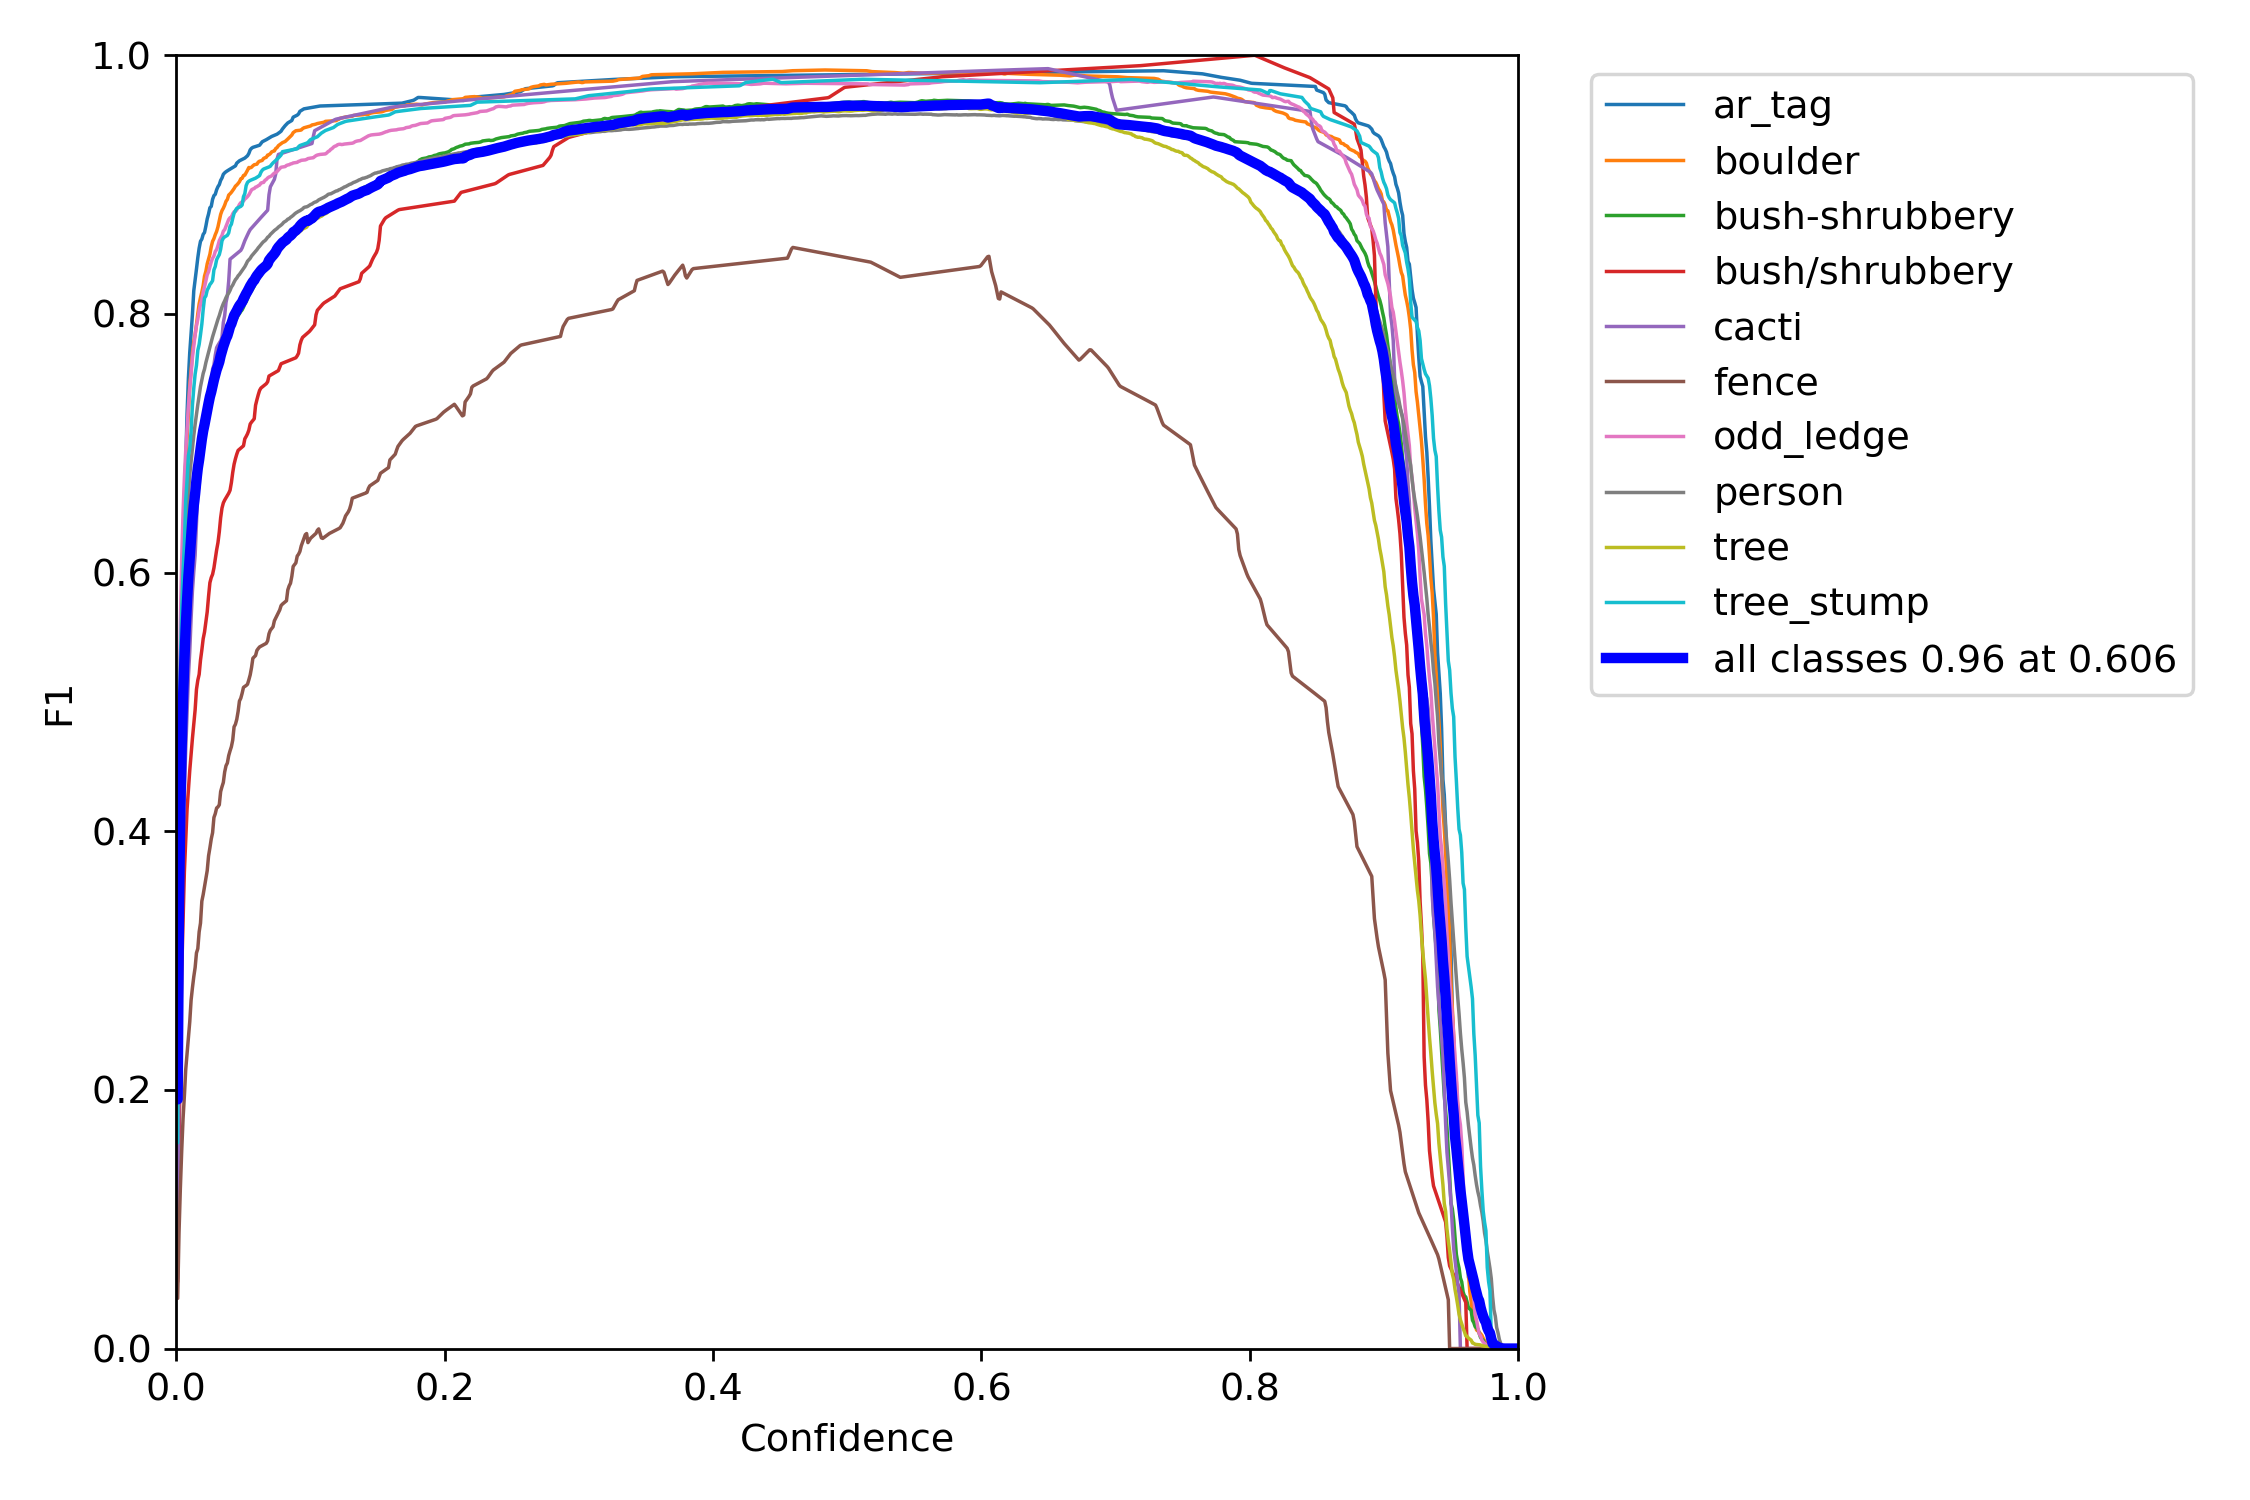 1.0
0.8
0.6
0.4
0.2
0.0
F1
0.0 0.2 0.4 0.6 0.8 1.0
Confidence
ar_tag
boulder
bush-shrubbery
bush/shrubbery
cacti
fence
odd_ledge
person
tree
tree_stump
all classes 0.96 at 0.606